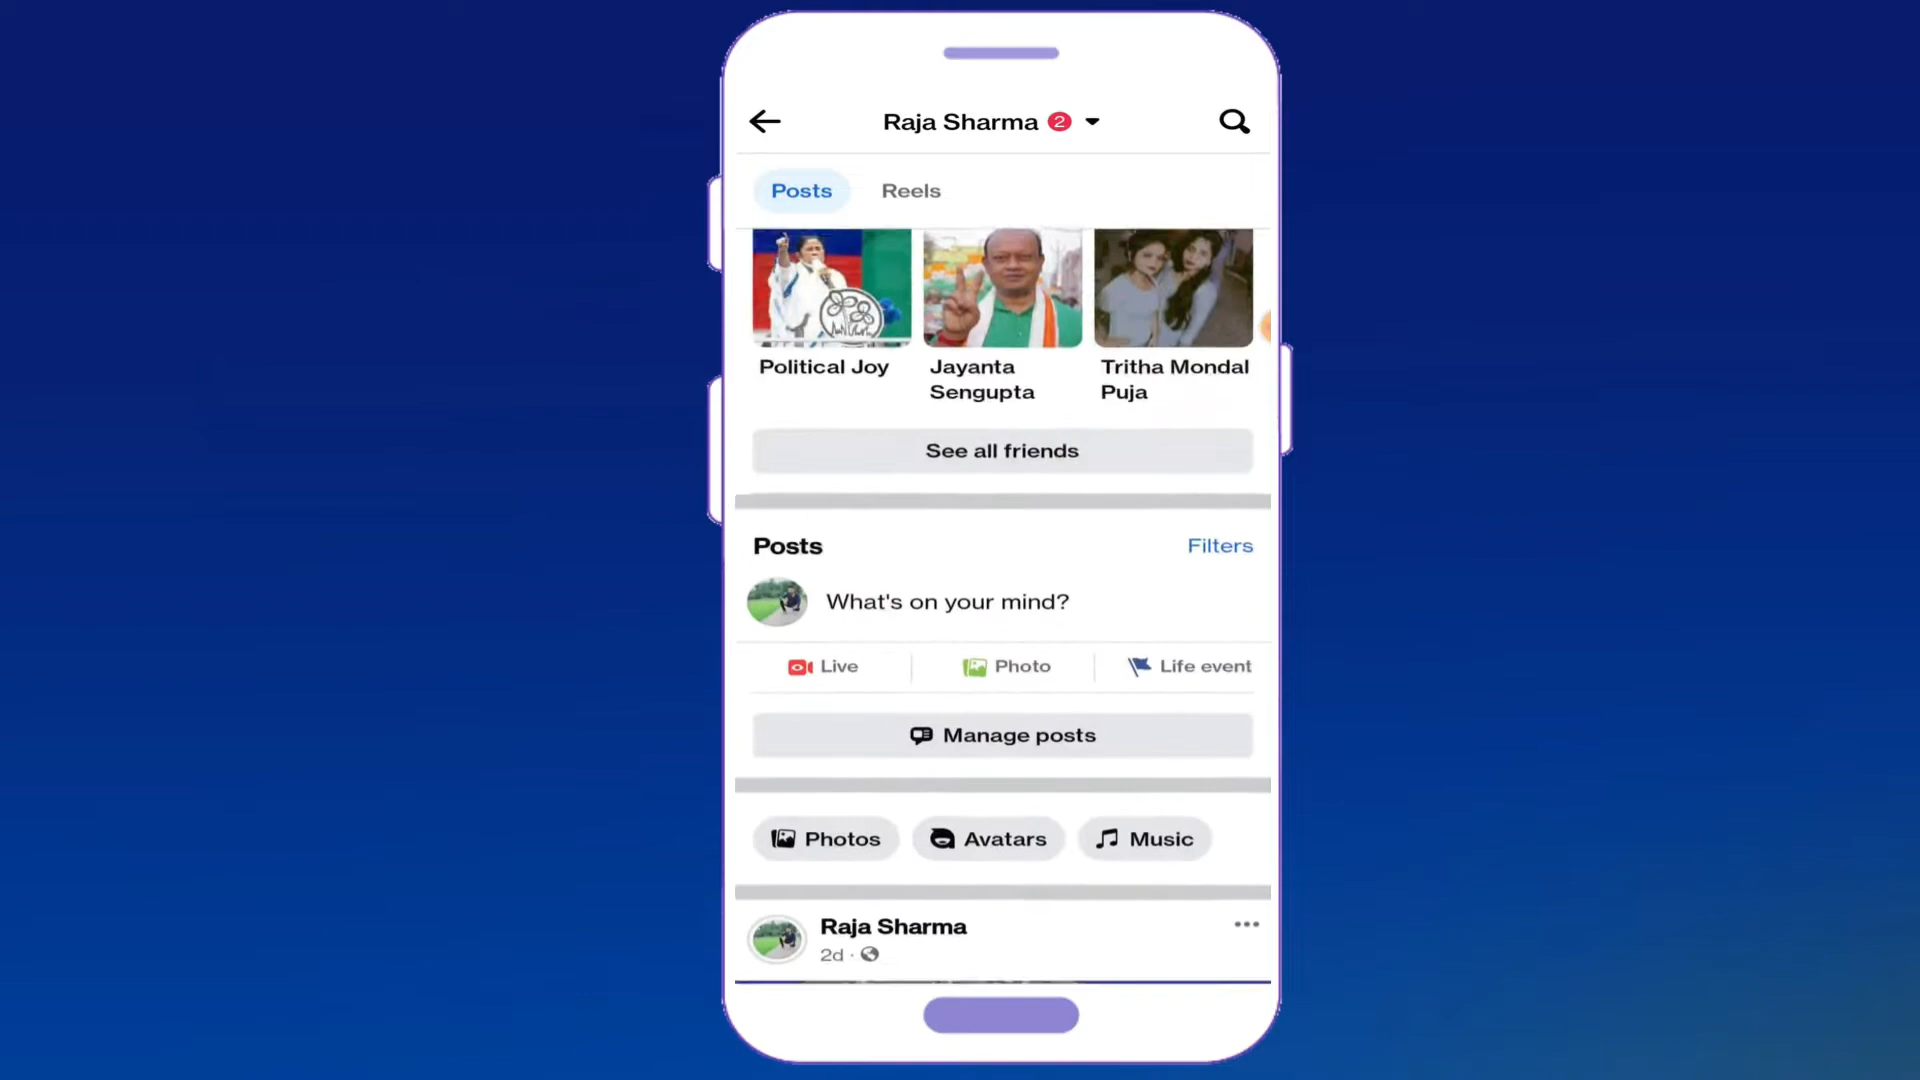 Raja Sharma 2
Posts Reels
Political Joy
Jayanta
Sengupta
Tritha Mondal
Puja
See all friends
Posts
Filters
What's on your mind?
Live
Photo
Life event
Manage posts
Photos
Avatars
Music
Raja Sharma
2d ·